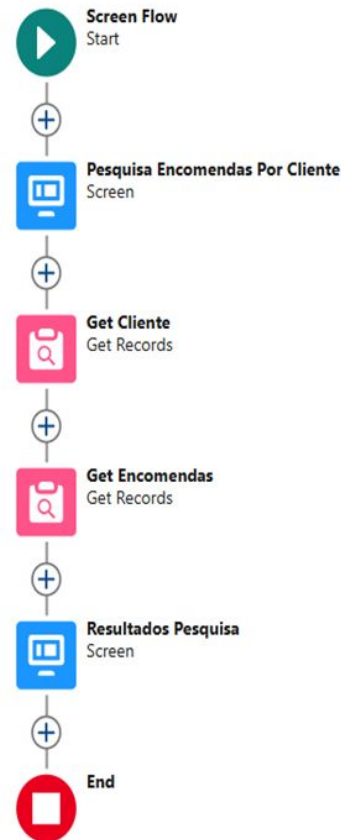 Screen Flow
Start
Pesquisa Encomendas Por Cliente
Screen
Get Cliente
Get Records
Get Encomendas
Get Records
Resultados Pesquisa
Screen
End